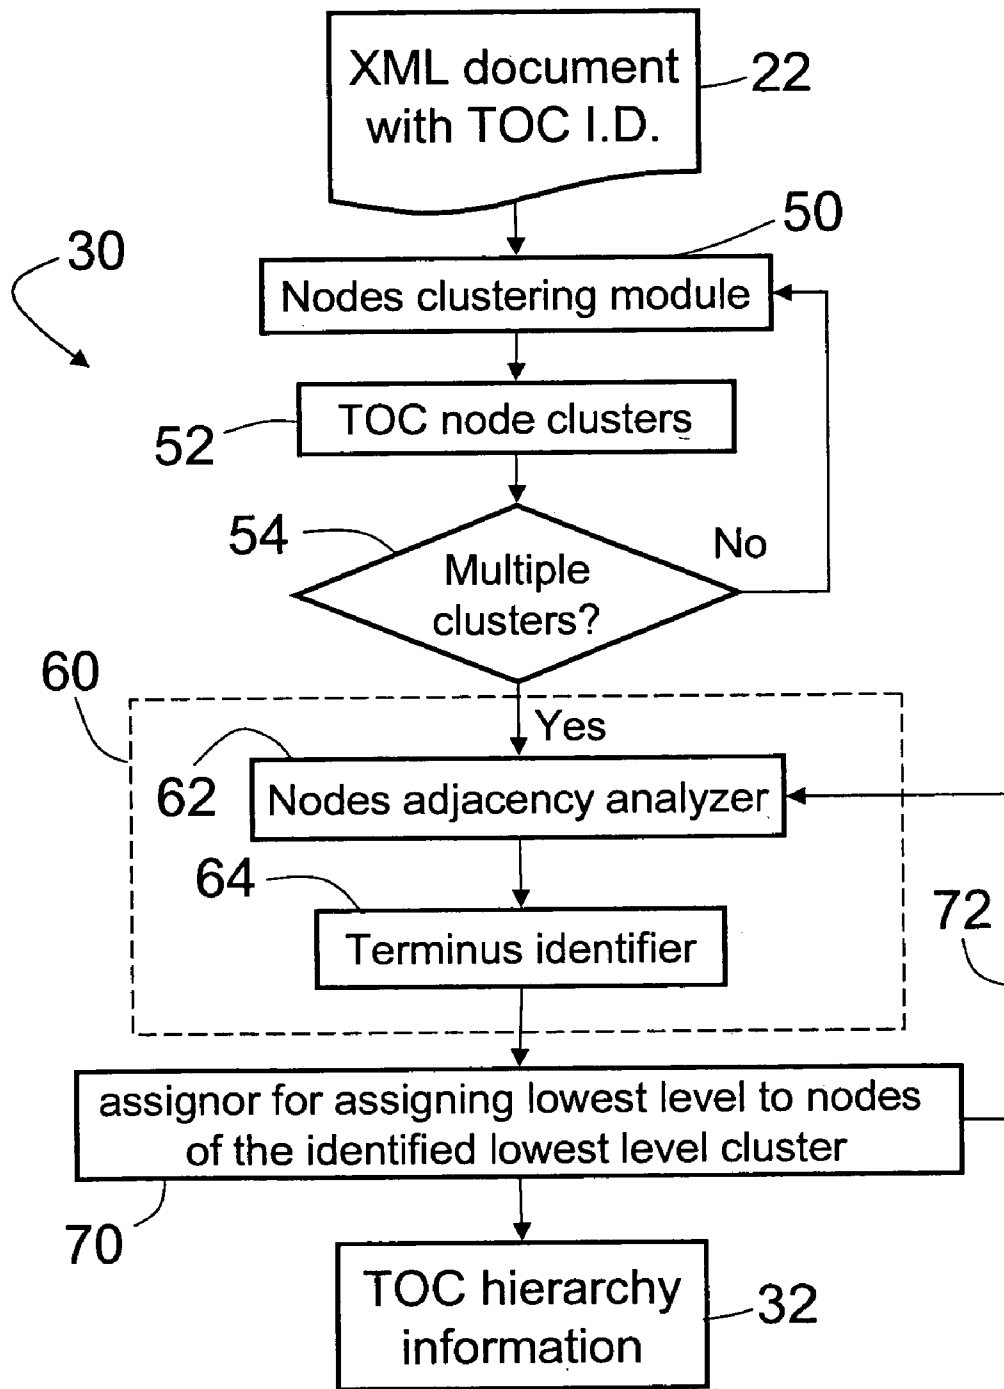 XML document
with TOC I.D.
22
50
30
Nodes clustering module
TOC node clusters
52
54
No
Multiple
clusters?
60
Yes
62
Nodes adjacency analyzer
64
72
Terminus identifier
assignor for assigning lowest level to nodes
of the identified lowest level cluster
70
TOC hierarchy
information
32